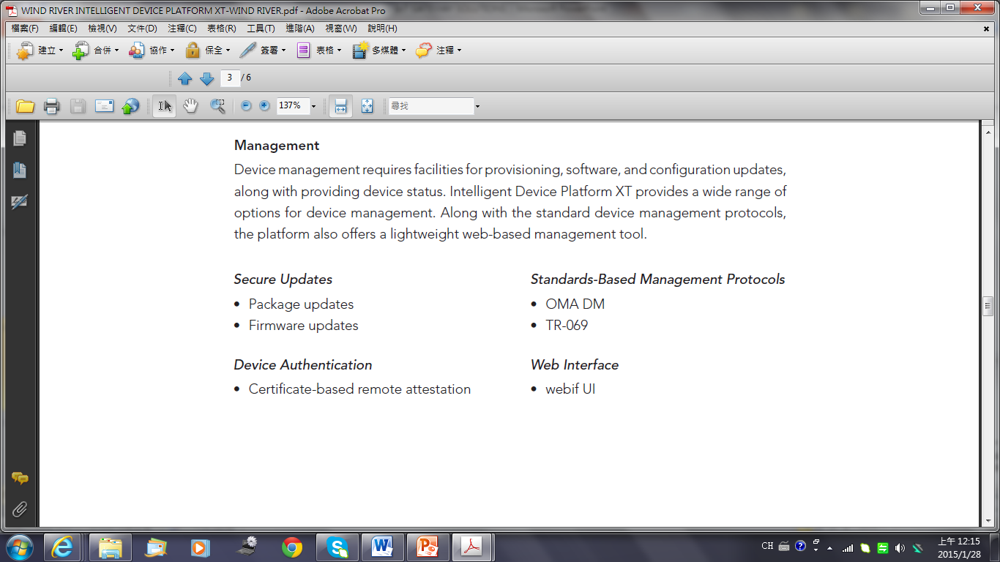 WIND RIVER INTELLIGENT DEVICE PLATFORM XT-WIND RIVER.pdf - Adobe Acrobat Pro
檔案(F) 編輯(E) 檢視(V) 文件(D) 注釋(C) 表格(R) 工具(T) 進階(A) 視窗(W) 說明(H)
建立 合併 協作 保全 簽署 表格 多媒體 注釋
3 / 6
137% 尋找
Management
Device management requires facilities for provisioning, software, and configuration updates,
along with providing device status. Intelligent Device Platform XT provides a wide range of
options for device management. Along with the standard device management protocols,
the platform also offers a lightweight web-based management tool.
Secure Updates
• Package updates
• Firmware updates
Standards-Based Management Protocols
• OMA DM
• TR-069
Device Authentication
• Certificate-based remote attestation
Web Interface
• webif UI
CH
上午 12:15
2015/1/28